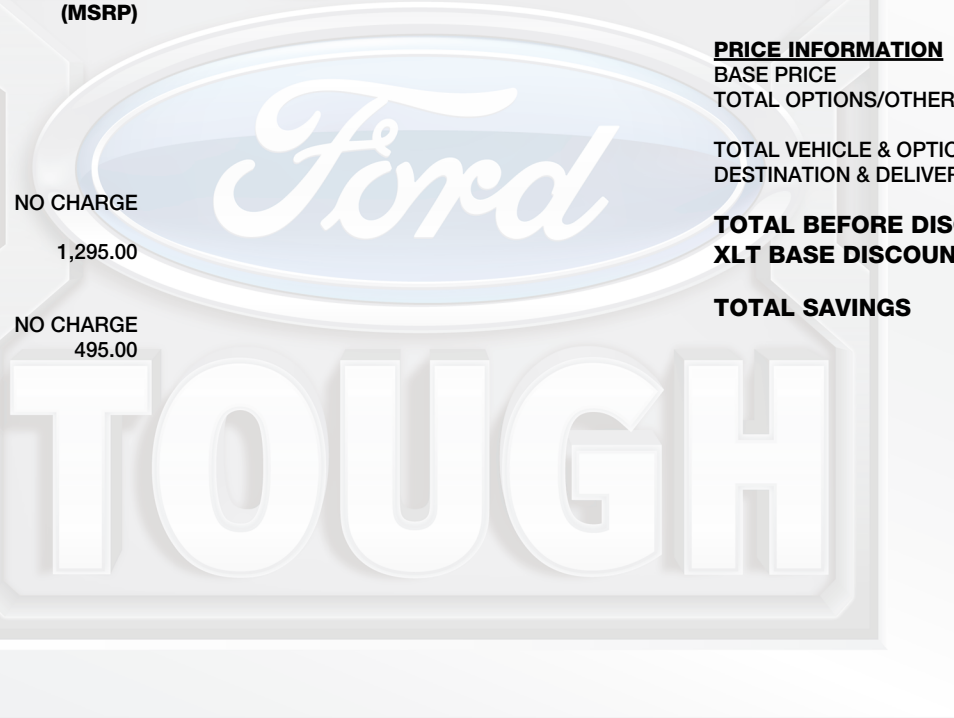 (MSRP)
NO CHARGE
1,295.00
NO CHARGE
495.00
Ford
TOUGH
PRICE INFORMATION
BASE PRICE
TOTAL OPTIONS/OTHER
TOTAL VEHICLE & OPTIO
DESTINATION & DELIVER
TOTAL BEFORE DIS
XLT BASE DISCOUN
TOTAL SAVINGS